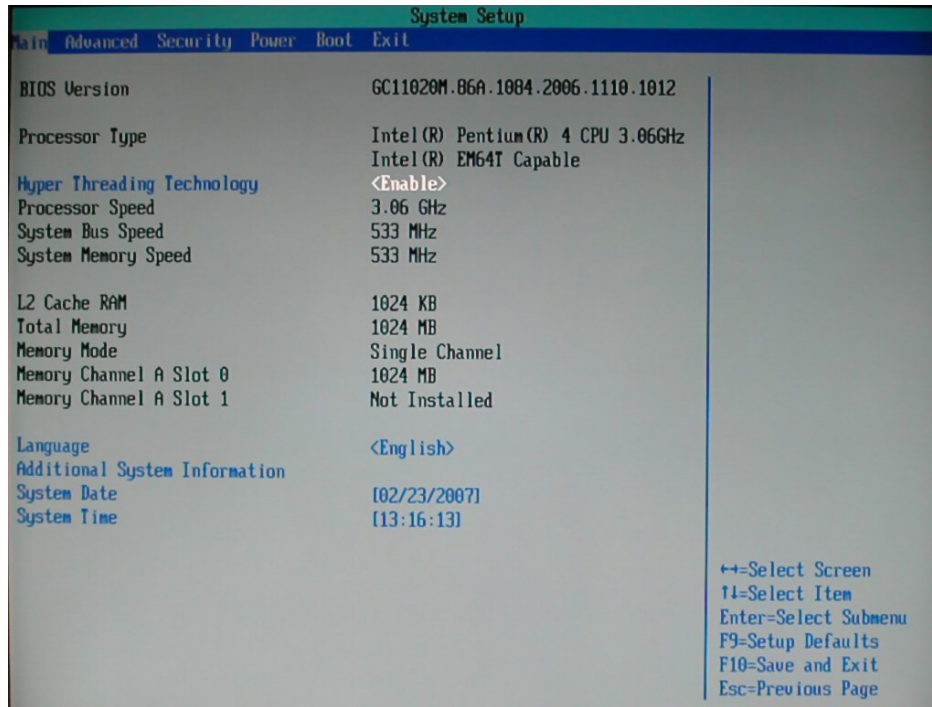 System Setup
Main Advanced Security Power Boot Exit
BIOS Version GC11020M.86A.1084.2006.1110.1012
Processor Type Intel(R) Pentium(R) 4 CPU 3.06GHz
Intel(R) EM64T Capable
Hyper Threading Technology <Enable>
Processor Speed 3.06 GHz
System Bus Speed 533 MHz
System Memory Speed 533 MHz
L2 Cache RAM 1024 KB
Total Memory 1024 MB
Memory Mode Single Channel
Memory Channel A Slot 0 1024 MB
Memory Channel A Slot 1 Not Installed
Language <English>
Additional System Information
System Date [02/23/2007]
System Time [13:16:13]
↔=Select Screen
↑↓=Select Item
Enter=Select Submenu
F9=Setup Defaults
F10=Save and Exit
Esc=Previous Page